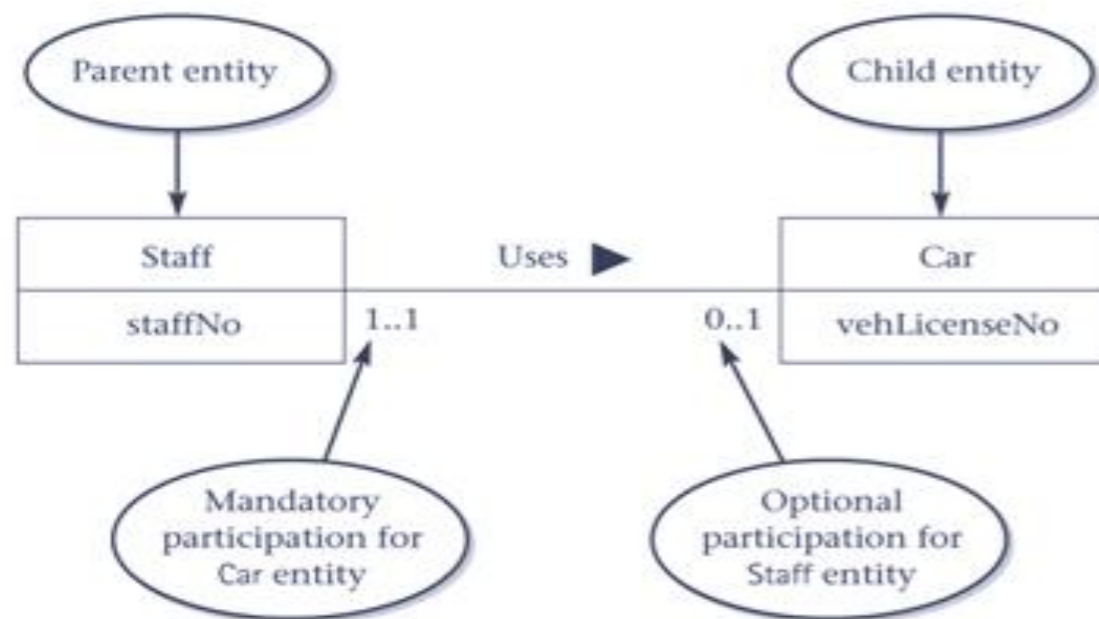 Parent entity
Child entity
Staff
Uses
Car
staffNo
1..1
0..1
vehLicenseNo
Mandatory
participation for
Car entity
Optional
participation for
Staff entity